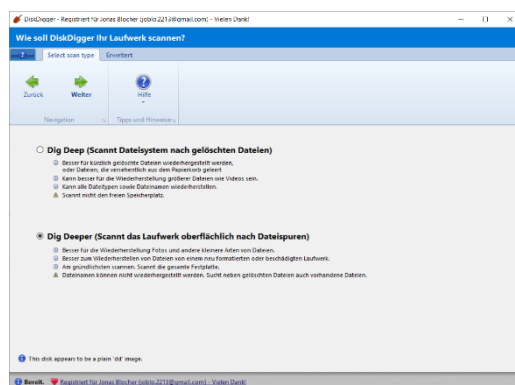 DiskDigger - Registriert für Jonas Blocher (joblo.2213@gmail.com) - Vielen Dank!
Wie soll DiskDigger Ihr Laufwerk scannen?
Select scan type Erweitert
Zurück Weiter Hilfe
Navigation Tipps und Hinweise
Dig Deep (Scannt Dateisystem nach gelöschten Dateien)
Besser für kürzlich gelöschte Dateien wiederhergestellt werden,
oder Dateien, die versehentlich aus dem Papierkorb geleert
Kann besser für die Wiederherstellung größerer Dateien wie Videos sein.
Kann alle Dateitypen sowie Dateinamen wiederherstellen.
Scannt nicht den freien Speicherplatz.
Dig Deeper (Scannt das Laufwerk oberflächlich nach Dateispuren)
Besser für die Wiederherstellung Fotos und andere kleinere Arten von Dateien.
Besser zum Wiederherstellen von Dateien von einem neu formatierten oder beschädigten Laufwerk.
Am gründlichsten scannen. Scannt die gesamte Festplatte.
Dateinamen können nicht wiederhergestellt werden. Sucht neben gelöschten Dateien auch vorhandene Dateien.
This disk appears to be a plain 'dd' image.
Bereit. Registriert für Jonas Blocher (joblo.2213@gmail.com) - Vielen Dank!